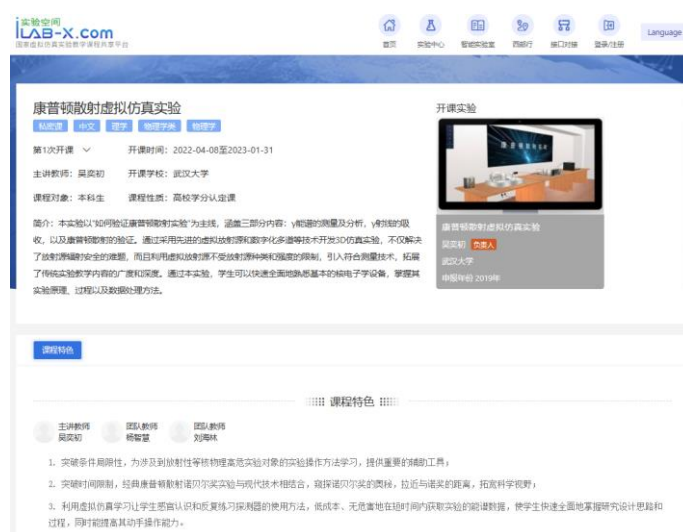 实验空间
iLAB-X.com
国家虚拟仿真实验教学课程共享平台
首页
实验中心
智能实验室
西部行
接口对接
登录/注册
Language
康普顿散射虚拟仿真实验
私密课 中文 理学 物理学类 物理学
第1次开课 开课时间：2022-04-08至2023-01-31
主讲教师：吴奕初 开课学校：武汉大学
课程对象：本科生 课程性质：高校学分认定课
简介：本实验以“如何验证康普顿散射实验”为主线，涵盖三部分内容：γ能谱的测量及分析，γ射线的吸
收，以及康普顿散射的验证。通过采用先进的虚拟放射源和数字化多道等技术开发3D仿真实验，不仅解决
了放射源辐射安全的难题，而且利用虚拟放射源不受放射源种类和强度的限制，引入符合测量技术，拓展
了传统实验教学内容的广度和深度。通过本实验，学生可以快速全面地熟悉基本的核电子学设备，掌握其
实验原理、过程以及数据处理方法。
开课实验
康普顿散射虚拟仿真实验
吴奕初 负责人
武汉大学
申报年份 2019年
课程特色
课程特色
主讲教师
吴奕初
团队教师
杨智慧
团队教师
刘海林
1. 突破条件局限性，为涉及到放射性等核物理高危实验对象的实验操作方法学习，提供重要的辅助工具；
2. 突破时间限制，经典康普顿散射诺贝尔奖实验与现代技术相结合，窥探诺贝尔奖的奥秘，拉近与诺奖的距离，拓宽科学视野；
3. 利用虚拟仿真学习让学生感官认识和反复练习探测器的使用方法，低成本、无危害地在短时间内获取实验的能谱数据，使学生快速全面地掌握研究设计思路和
过程，同时能提高其动手操作能力。